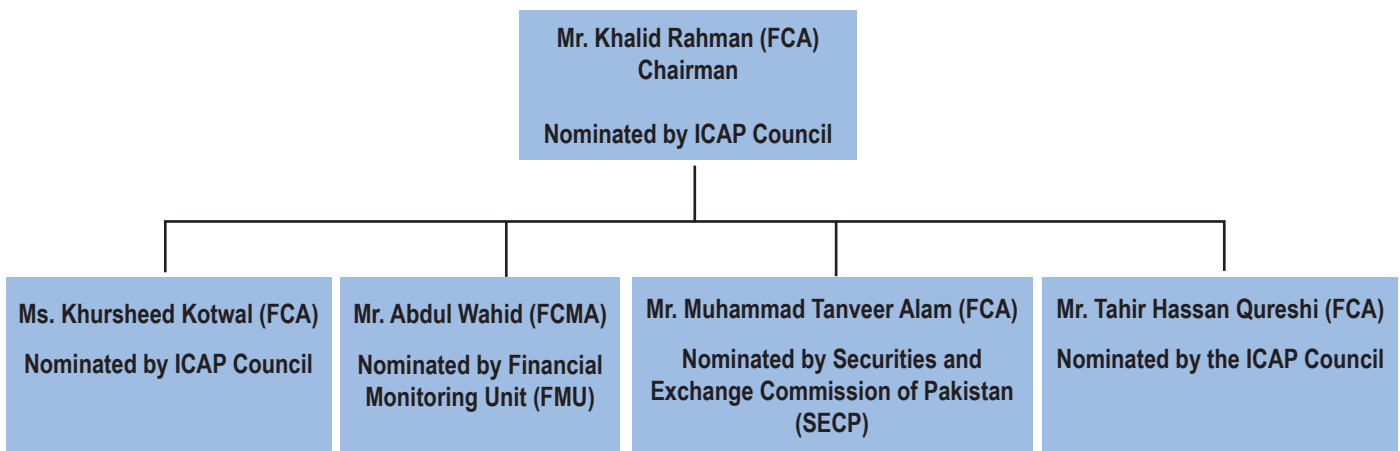 Mr. Khalid Rahman (FCA)
Chairman
Nominated by ICAP Council
Ms. Khursheed Kotwal (FCA)
Nominated by ICAP Council
Mr. Abdul Wahid (FCMA)
Nominated by Financial
Monitoring Unit (FMU)
Mr. Muhammad Tanveer Alam (FCA)
Nominated by Securities and
Exchange Commission of Pakistan
(SECP)
Mr. Tahir Hassan Qureshi (FCA)
Nominated by the ICAP Council